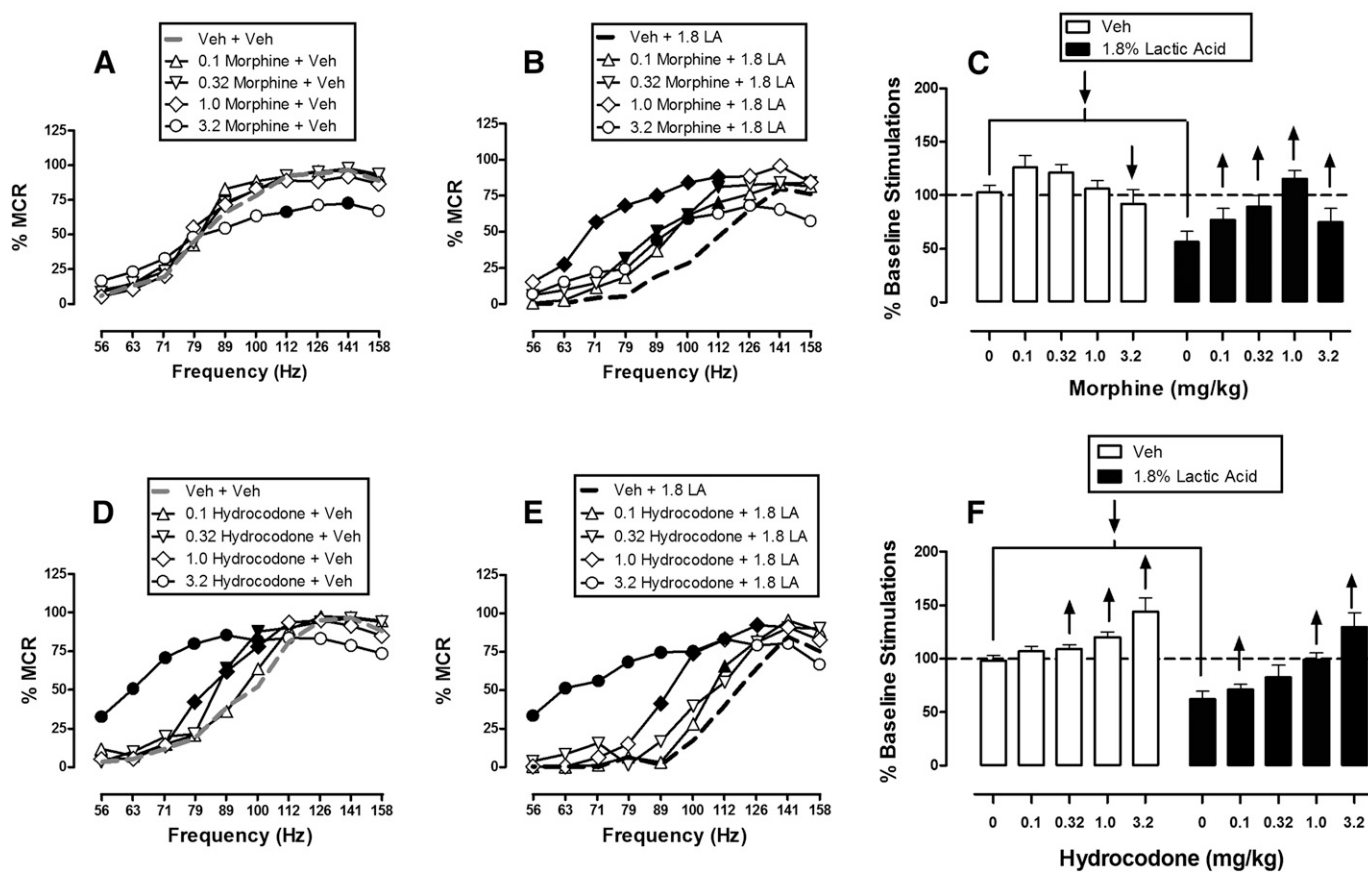 A
Veh + Veh
0.1 Morphine + Veh
0.32 Morphine + Veh
1.0 Morphine + Veh
3.2 Morphine + Veh
% MCR
125
100
75
50
25
0
56 63 71 79 89 100 112 126 141 158
Frequency (Hz)
B
Veh + 1.8 LA
0.1 Morphine + 1.8 LA
0.32 Morphine + 1.8 LA
1.0 Morphine + 1.8 LA
3.2 Morphine + 1.8 LA
% MCR
125
100
75
50
25
0
56 63 71 79 89 100 112 126 141 158
Frequency (Hz)
C
Veh
1.8% Lactic Acid
% Baseline Stimulations
200
150
100
50
0
0 0.1 0.32 1.0 3.2 0 0.1 0.32 1.0 3.2
Morphine (mg/kg)
D
Veh + Veh
0.1 Hydrocodone + Veh
0.32 Hydrocodone + Veh
1.0 Hydrocodone + Veh
3.2 Hydrocodone + Veh
% MCR
125
100
75
50
25
0
56 63 71 79 89 100 112 126 141 158
Frequency (Hz)
E
Veh + 1.8 LA
0.1 Hydrocodone + 1.8 LA
0.32 Hydrocodone + 1.8 LA
1.0 Hydrocodone + 1.8 LA
3.2 Hydrocodone + 1.8 LA
% MCR
125
100
75
50
25
0
56 63 71 79 89 100 112 126 141 158
Frequency (Hz)
F
Veh
1.8% Lactic Acid
% Baseline Stimulations
200
150
100
50
0
0 0.1 0.32 1.0 3.2 0 0.1 0.32 1.0 3.2
Hydrocodone (mg/kg)